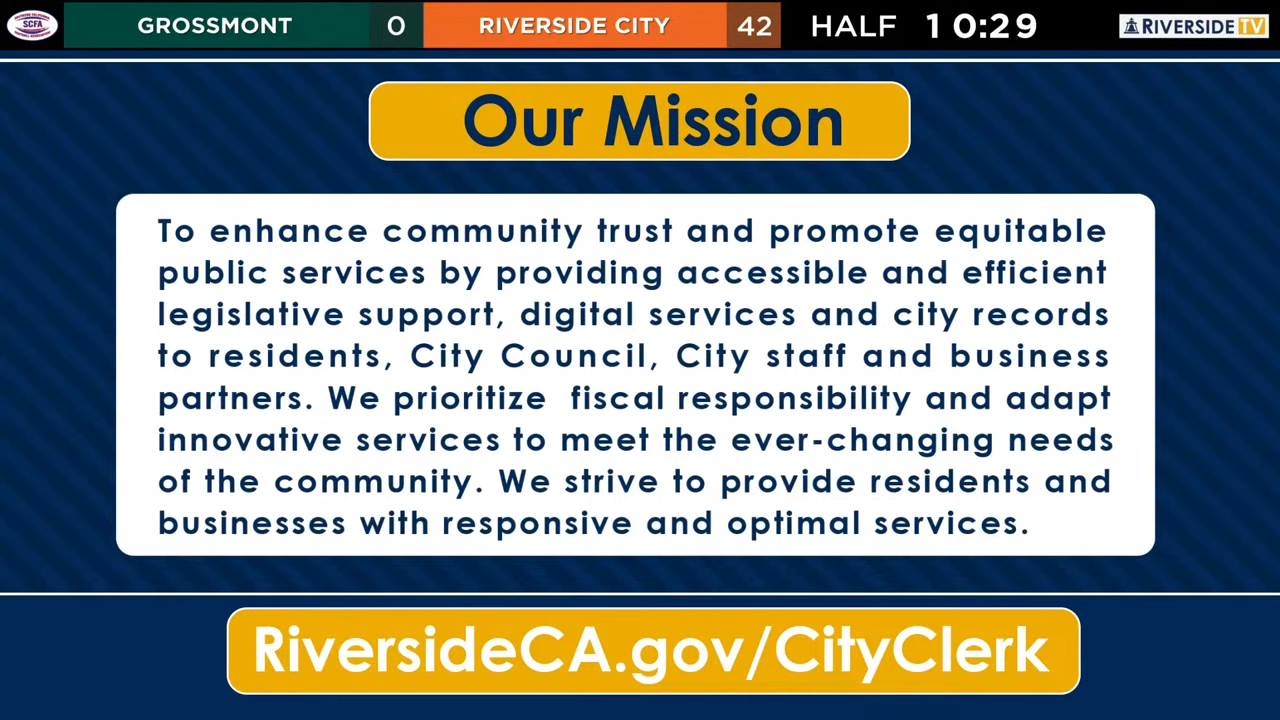 SCFA
GROSSMONT 0 RIVERSIDE CITY 42 HALF 10:29 RIVERSIDE TV
Our Mission
To enhance community trust and promote equitable
public services by providing accessible and efficient
legislative support, digital services and city records
to residents, City Council, City staff and business
partners. We prioritize fiscal responsibility and adapt
innovative services to meet the ever-changing needs
of the community. We strive to provide residents and
businesses with responsive and optimal services.
RiversideCA.gov/CityClerk